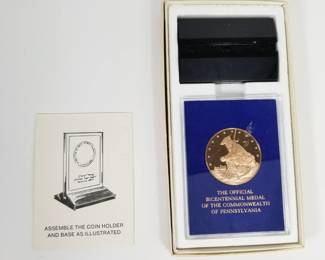 ASSEMBLE THE COIN HOLDER
AND BASE AS ILLUSTRATED
THE OFFICIAL
BICENTENNIAL MEDAL
OF THE COMMONWEALTH
OF PENNSYLVANIA